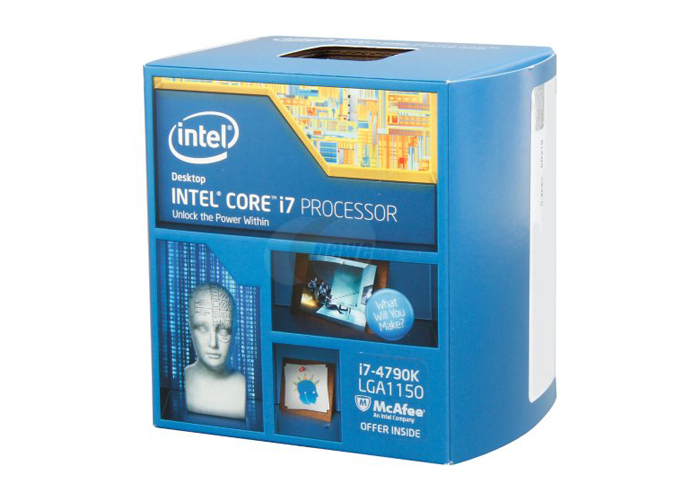 intel
Desktop
INTEL® CORE™ i7 PROCESSOR
Unlock the Power Within
What
Will You
Make?
i7-4790K
LGA1150
McAfee
An Intel Company
OFFER INSIDE